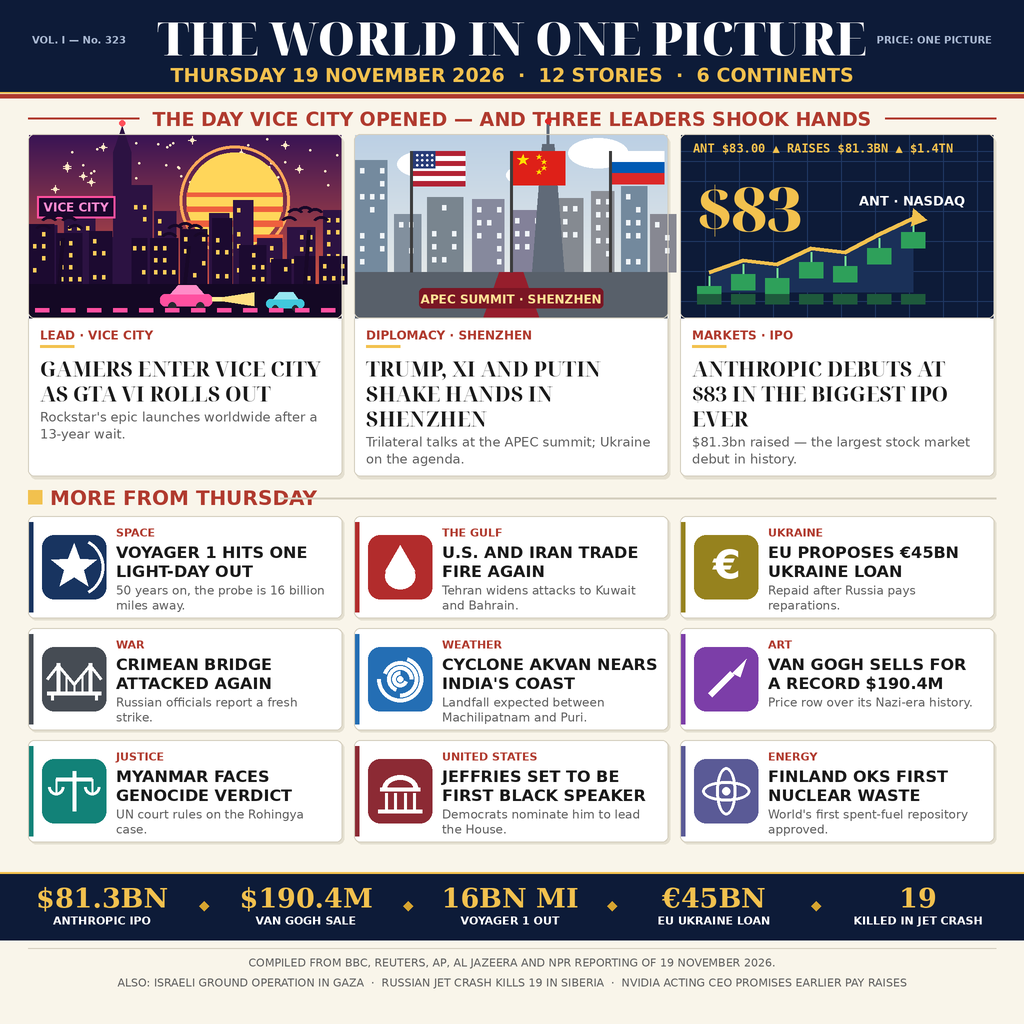 VOL. I — No. 323
THE WORLD IN ONE PICTURE
PRICE: ONE PICTURE
THURSDAY 19 NOVEMBER 2026 · 12 STORIES · 6 CONTINENTS
THE DAY VICE CITY OPENED — AND THREE LEADERS SHOOK HANDS
VICE CITY
LEAD · VICE CITY
GAMERS ENTER VICE CITY
AS GTA VI ROLLS OUT
Rockstar's epic launches worldwide after a
13-year wait.
APEC SUMMIT · SHENZHEN
DIPLOMACY · SHENZHEN
TRUMP, XI AND PUTIN
SHAKE HANDS IN
SHENZHEN
Trilateral talks at the APEC summit; Ukraine
on the agenda.
ANT $83.00 ▲ RAISES $81.3BN ▲ $1.4TN
$83
ANT · NASDAQ
MARKETS · IPO
ANTHROPIC DEBUTS AT
$83 IN THE BIGGEST IPO
EVER
$81.3bn raised — the largest stock market
debut in history.
MORE FROM THURSDAY
SPACE
VOYAGER 1 HITS ONE
LIGHT-DAY OUT
50 years on, the probe is 16 billion
miles away.
THE GULF
U.S. AND IRAN TRADE
FIRE AGAIN
Tehran widens attacks to Kuwait
and Bahrain.
€
UKRAINE
EU PROPOSES €45BN
UKRAINE LOAN
Repaid after Russia pays
reparations.
WAR
CRIMEAN BRIDGE
ATTACKED AGAIN
Russian officials report a fresh
strike.
WEATHER
CYCLONE AKVAN NEARS
INDIA'S COAST
Landfall expected between
Machilipatnam and Puri.
ART
VAN GOGH SELLS FOR
A RECORD $190.4M
Price row over its Nazi-era history.
JUSTICE
MYANMAR FACES
GENOCIDE VERDICT
UN court rules on the Rohingya
case.
UNITED STATES
JEFFRIES SET TO BE
FIRST BLACK SPEAKER
Democrats nominate him to lead
the House.
ENERGY
FINLAND OKS FIRST
NUCLEAR WASTE
World's first spent-fuel repository
approved.
$81.3BN
ANTHROPIC IPO
$190.4M
VAN GOGH SALE
16BN MI
VOYAGER 1 OUT
€45BN
EU UKRAINE LOAN
19
KILLED IN JET CRASH
COMPILED FROM BBC, REUTERS, AP, AL JAZEERA AND NPR REPORTING OF 19 NOVEMBER 2026.
ALSO: ISRAELI GROUND OPERATION IN GAZA · RUSSIAN JET CRASH KILLS 19 IN SIBERIA · NVIDIA ACTING CEO PROMISES EARLIER PAY RAISES